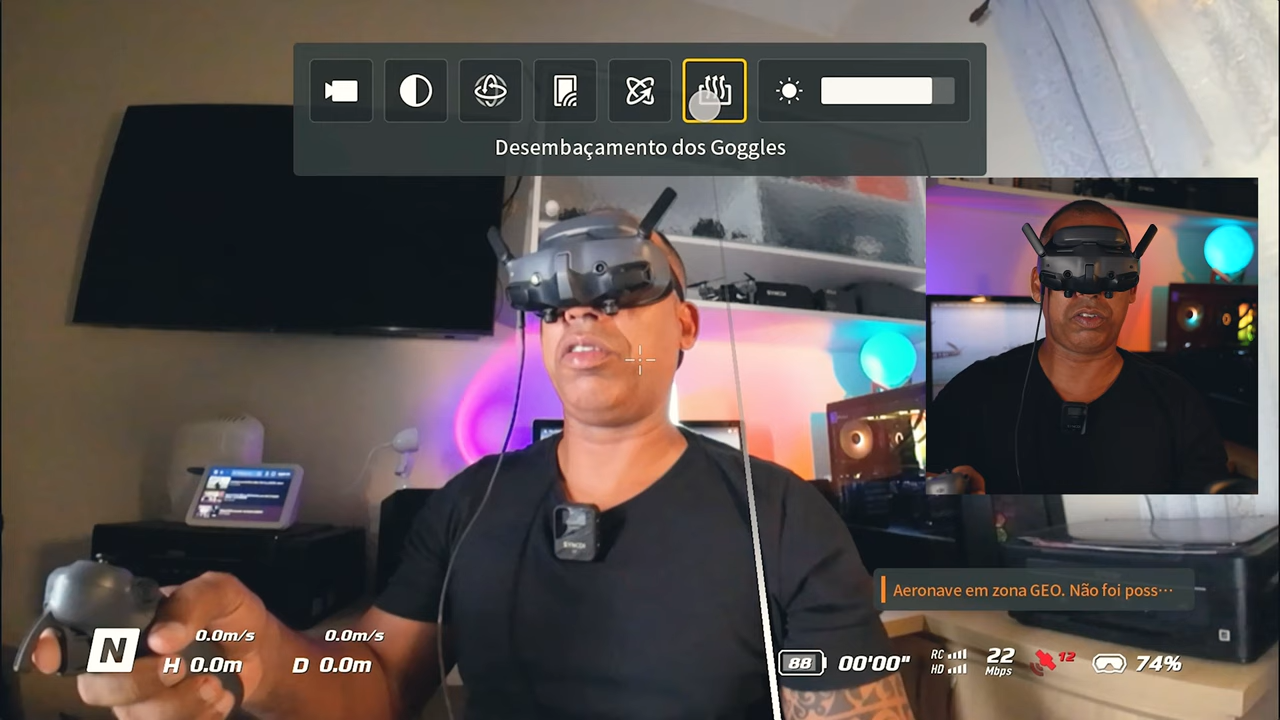 Desembaçamento dos Goggles
Aeronave em zona GEO. Não foi poss…
N
0.0m/s
0.0m/s
H 0.0m
D 0.0m
88
00'00"
RC
HD
22
Mbps
12
74%